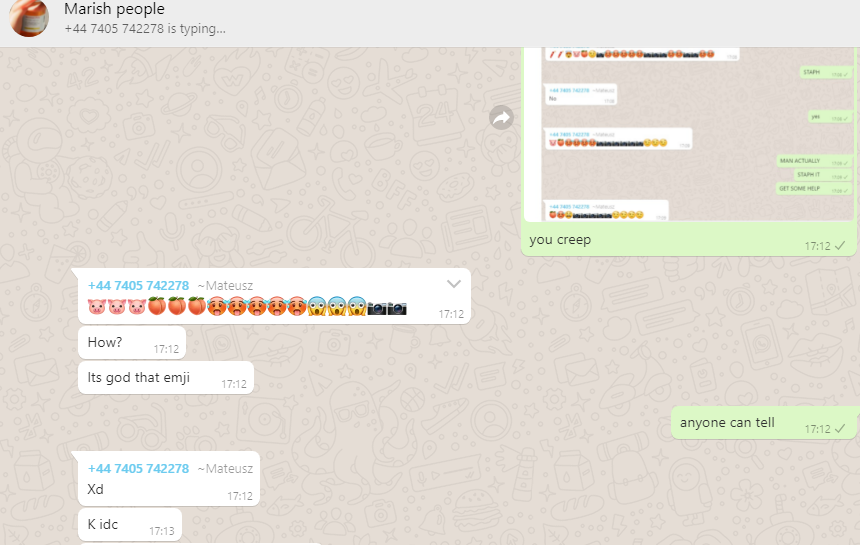 Marish people
+44 7405 742278 is typing...
STAPH
+44 7405 742278 ~Mateusz
No
yes
+44 7405 742278 ~Mateusz
🐷🍑🥵🥵🥵📷📷📷📷📷📷😏😏😏
MAN ACTUALLY
STAPH IT
GET SOME HELP
+44 7405 742278 ~Mateusz
you creep
17:12
+44 7405 742278 ~Mateusz
🐷🐷🐷🍑🍑🍑🥵🥵🥵🥵🥵😱😱😱📷📷
17:12
How?
17:12
Its god that emji
17:12
anyone can tell
17:12
+44 7405 742278 ~Mateusz
Xd
17:12
K idc
17:13